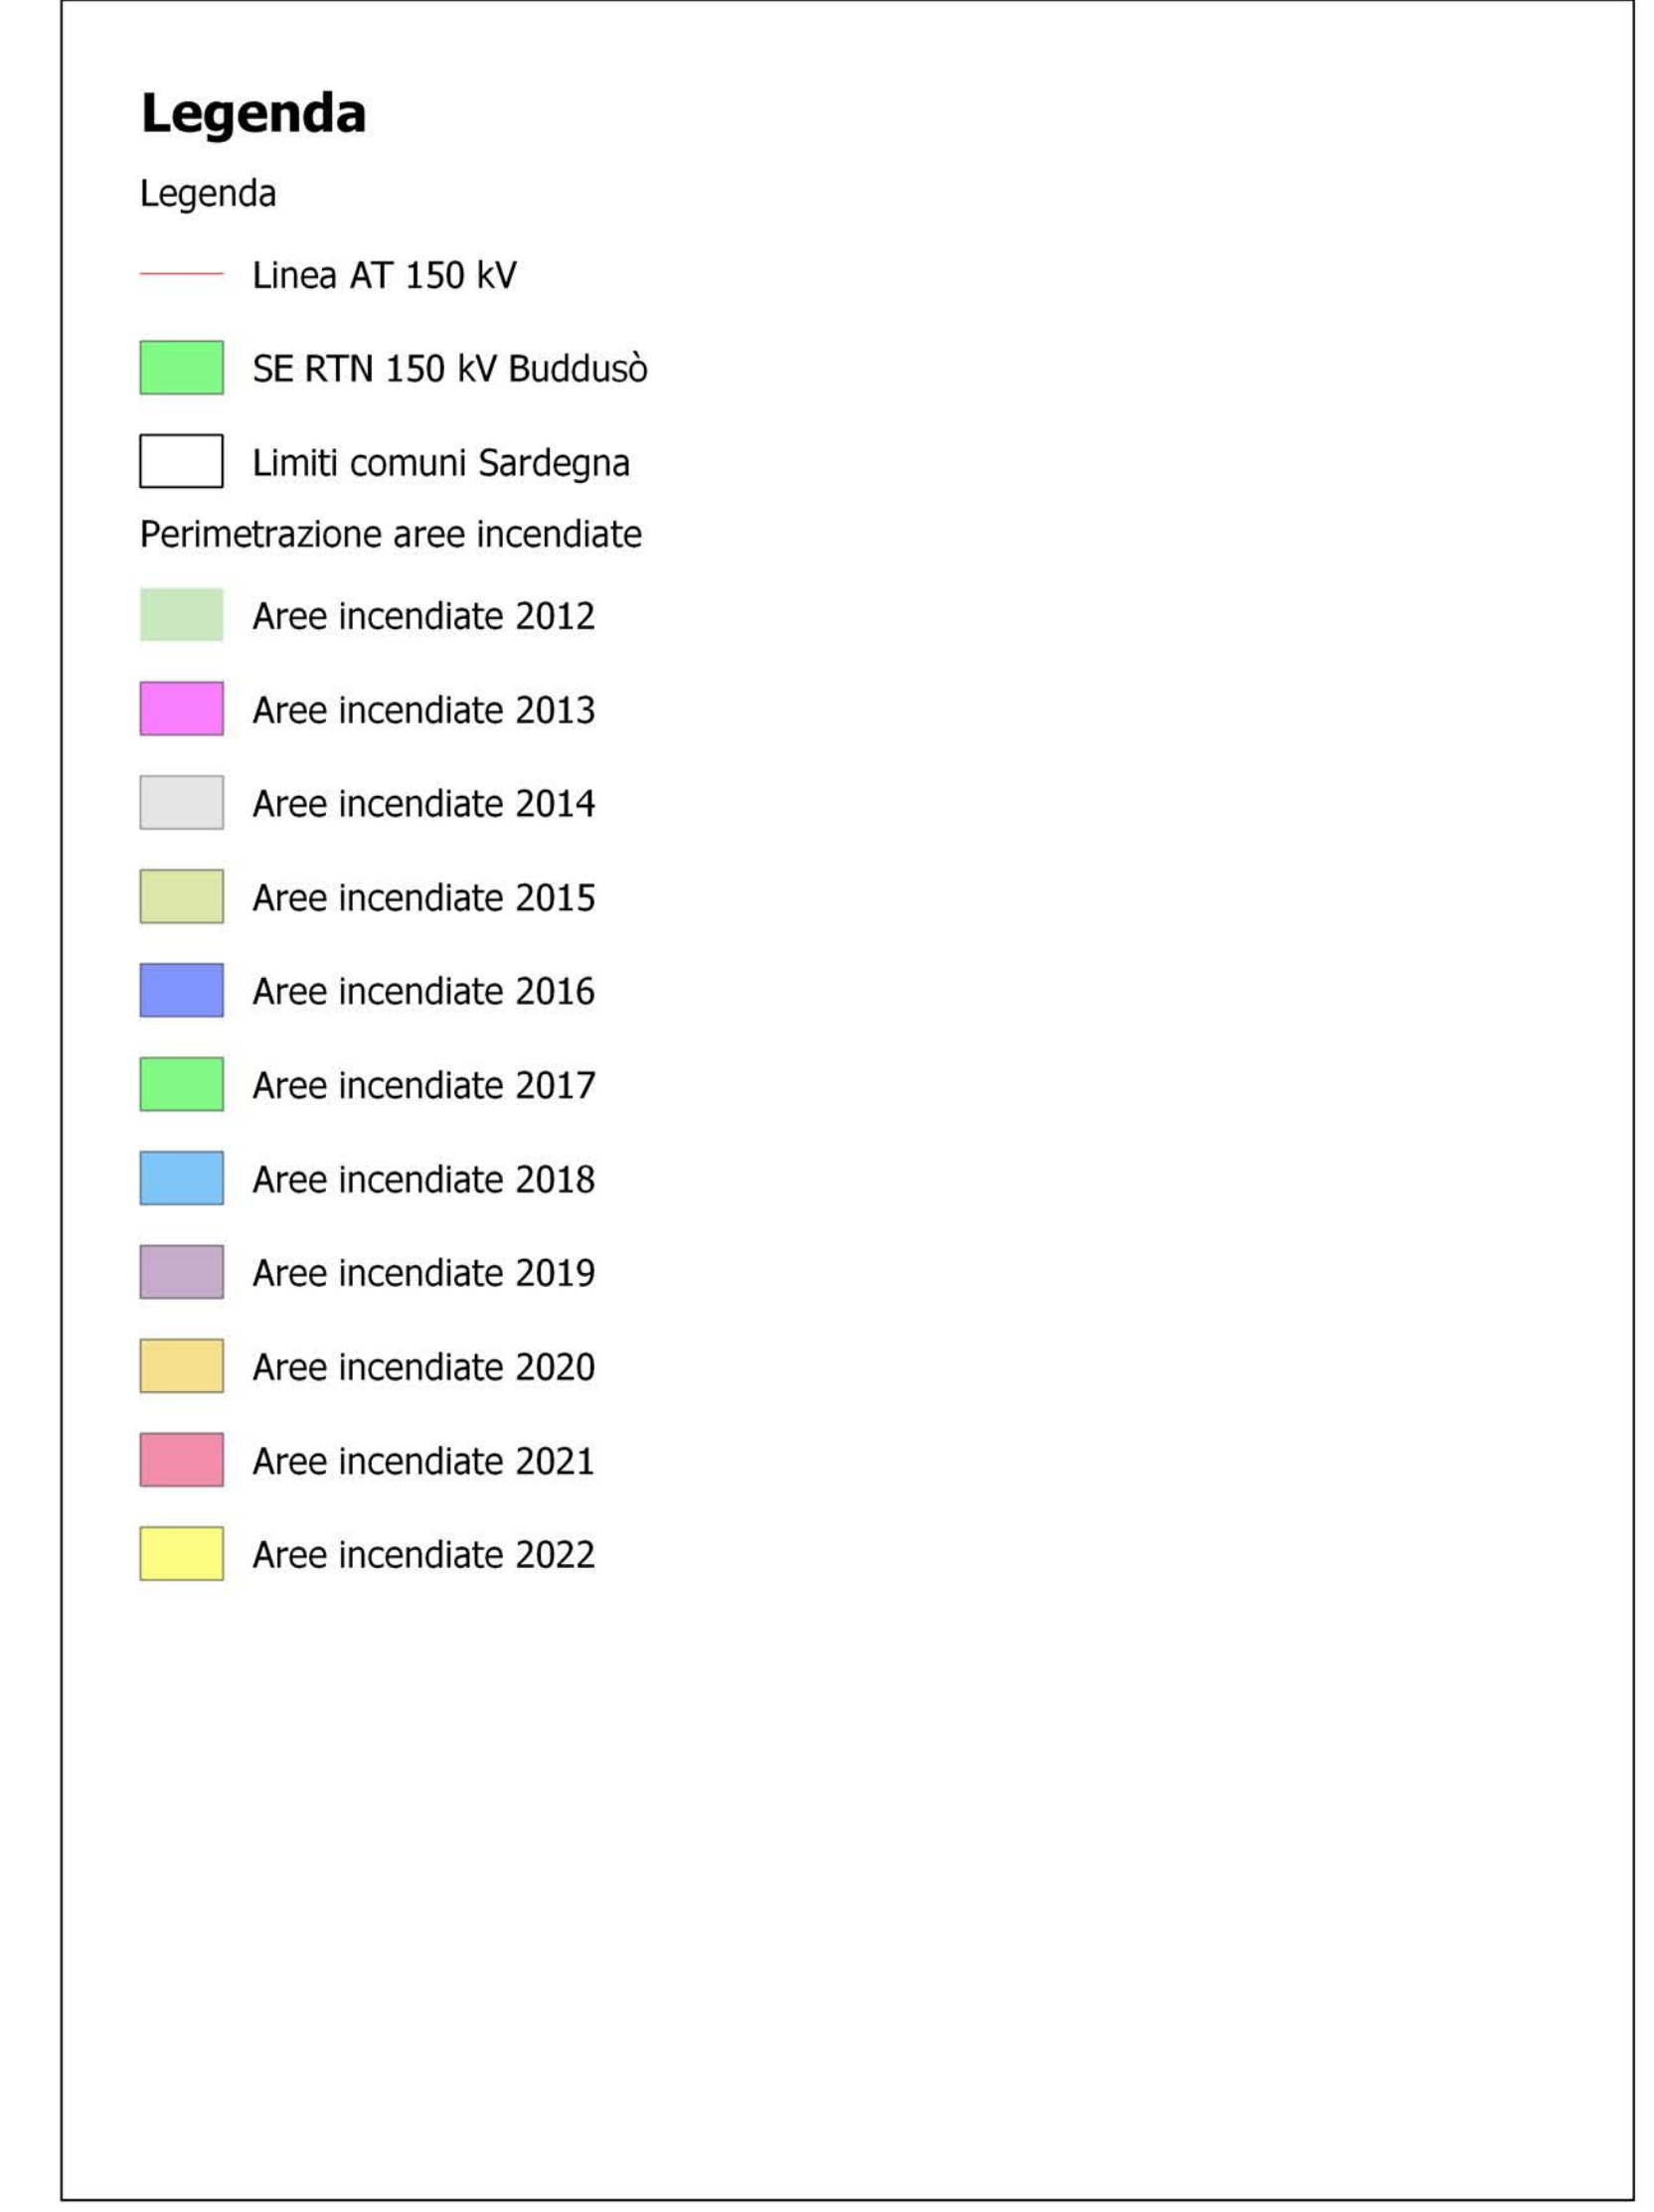 Legenda
Legenda
Linea AT 150 kV
SE RTN 150 kV Buddusò
Limiti comuni Sardegna
Perimetrazione aree incendiate
Aree incendiate 2012
Aree incendiate 2013
Aree incendiate 2014
Aree incendiate 2015
Aree incendiate 2016
Aree incendiate 2017
Aree incendiate 2018
Aree incendiate 2019
Aree incendiate 2020
Aree incendiate 2021
Aree incendiate 2022